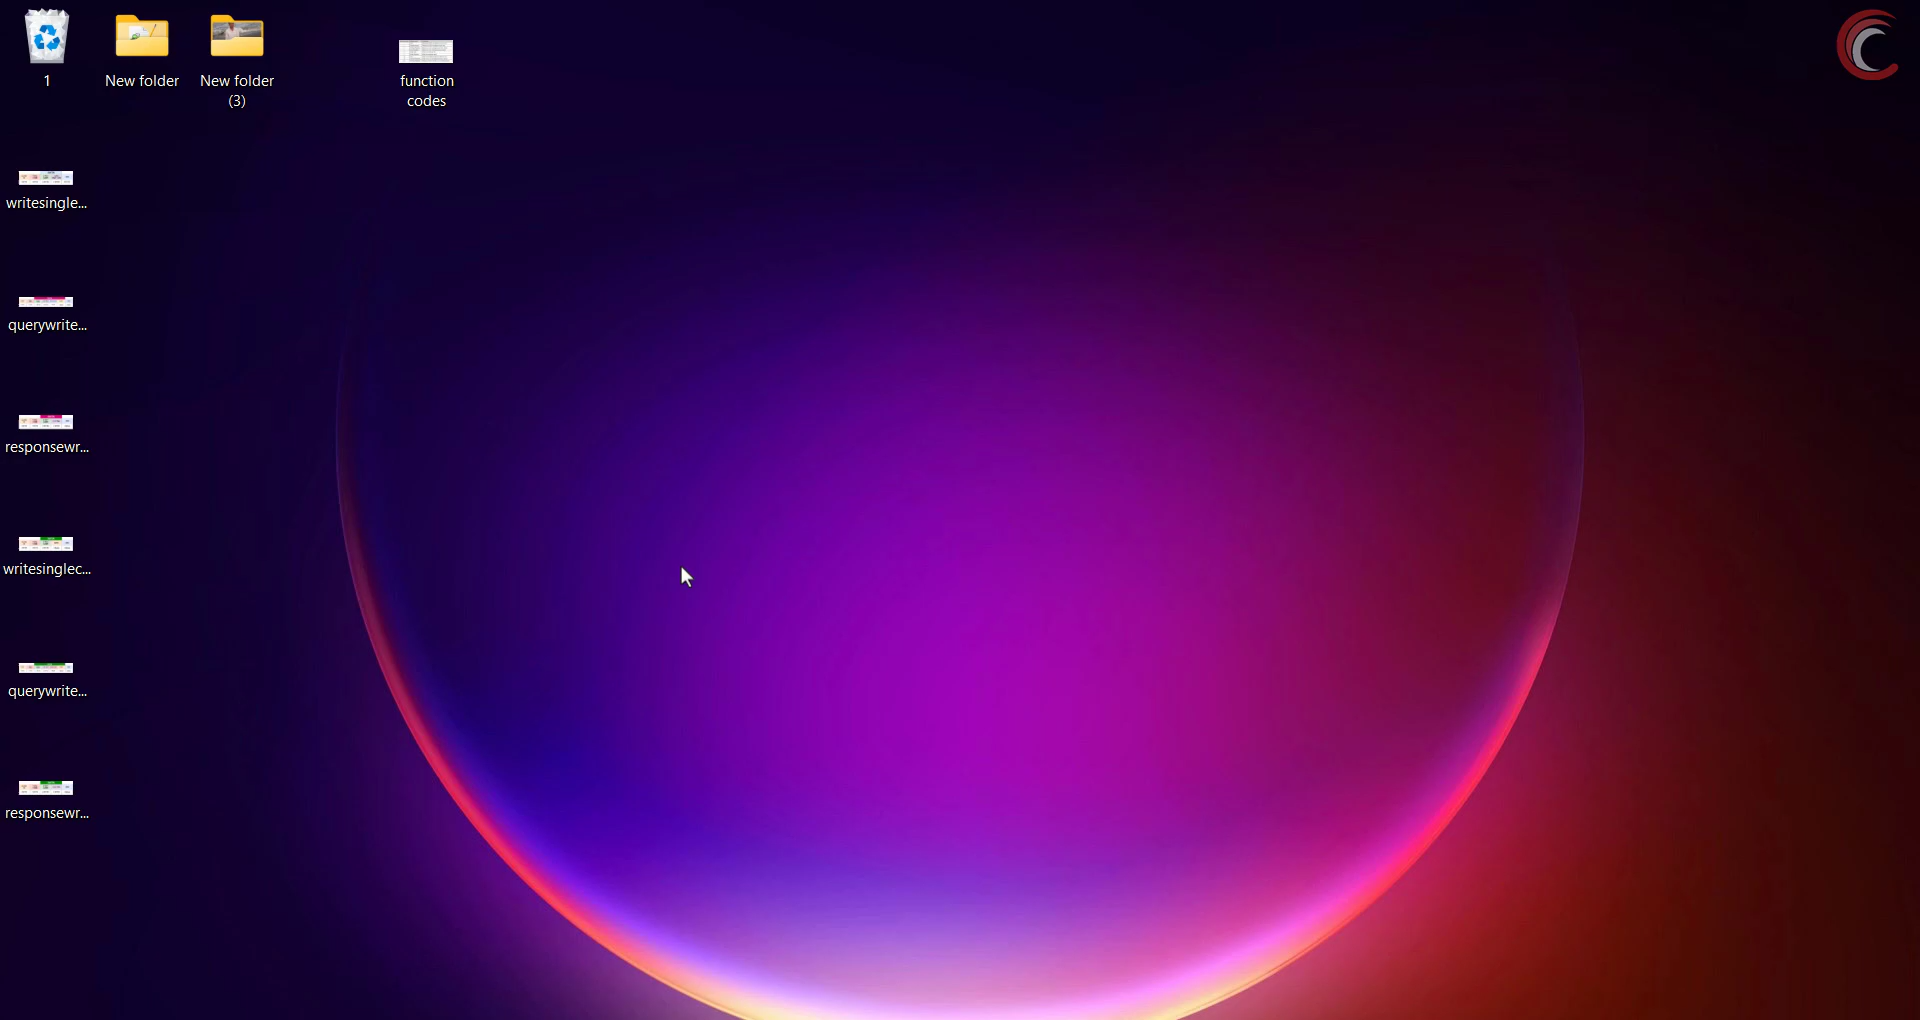 1
New folder
New folder
(3)
function
codes
writesingle...
querywrite...
responsewr...
writesinglec...
querywrite...
responsewr...